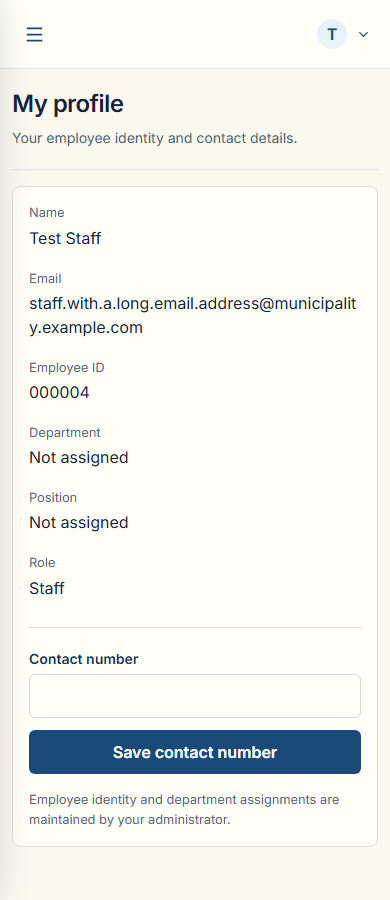 T
My profile
Your employee identity and contact details.
Name
Test Staff
Email
staff.with.a.long.email.address@municipalit
y.example.com
Employee ID
000004
Department
Not assigned
Position
Not assigned
Role
Staff
Contact number
Save contact number
Employee identity and department assignments are
maintained by your administrator.